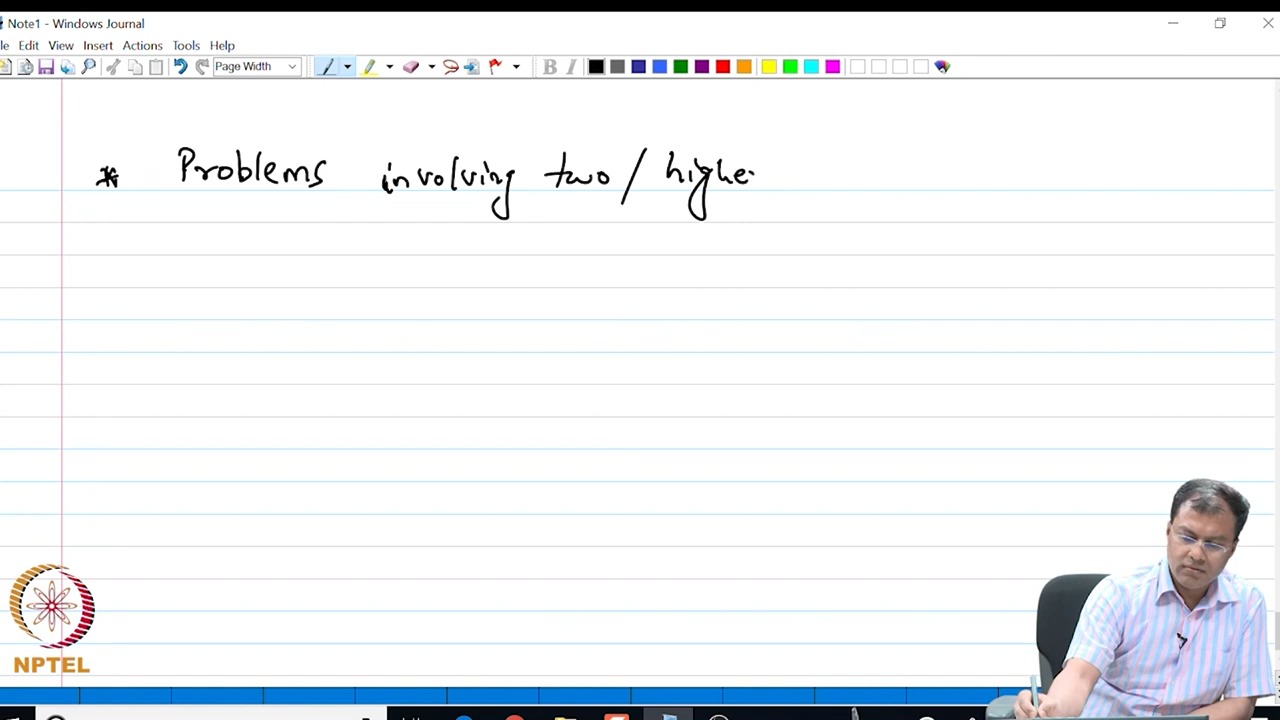 Note1 - Windows Journal
le Edit View Insert Actions Tools Help
Page Width B I
* Problems involving two / highe
NPTEL